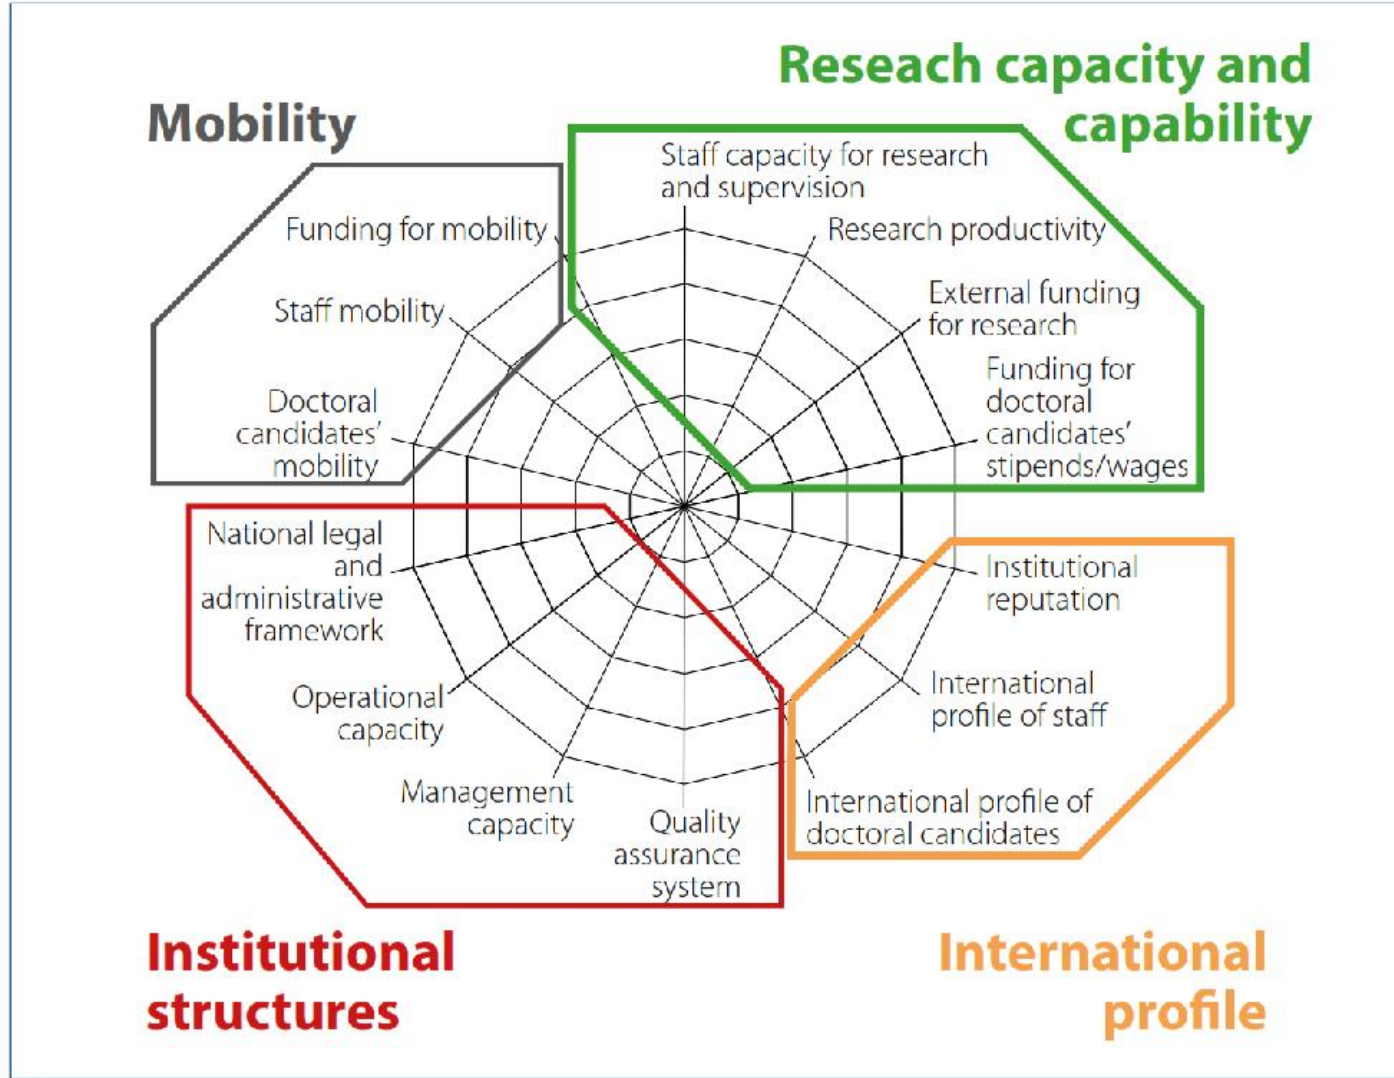 Reseach capacity and
capability
Mobility
Staff capacity for research
and supervision
Funding for mobility
Research productivity
Staff mobility
External funding
for research
Doctoral
candidates’
mobility
Funding for
doctoral
candidates’
stipends/wages
National legal
and
administrative
framework
Institutional
reputation
Operational
capacity
International
profile of staff
Management
capacity
Quality
assurance
system
International profile of
doctoral candidates
Institutional
structures
International
profile